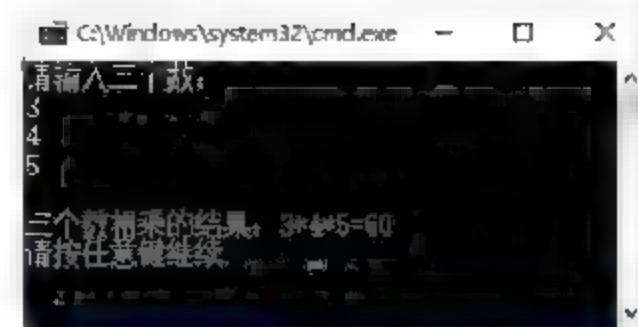 C:\Windows\system32\cmd.exe
请输入三个数:
3
4
5
三个数相乘的结果: 3*4*5=60
请按任意键继续